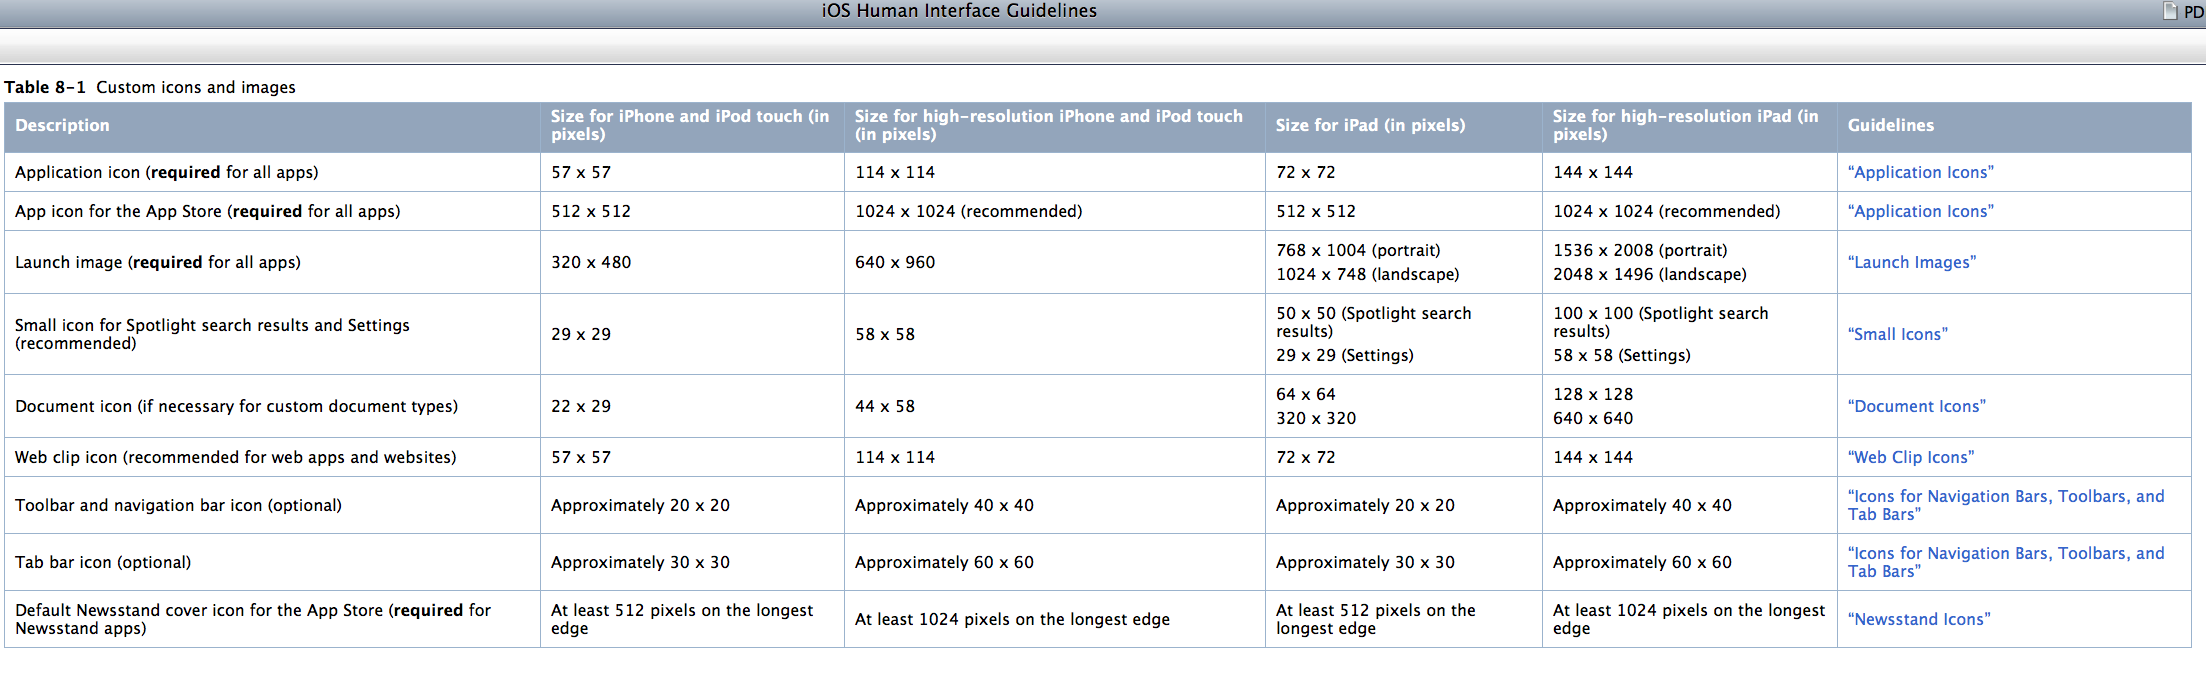 iOS Human Interface Guidelines
PD
Table 8-1 Custom icons and images
Description
Size for iPhone and iPod touch (in
pixels)
Size for high-resolution iPhone and iPod touch
(in pixels)
Size for iPad (in pixels)
Size for high-resolution iPad (in
pixels)
Guidelines
Application icon (required for all apps)
57 x 57
114 x 114
72 x 72
144 x 144
“Application Icons”
App icon for the App Store (required for all apps)
512 x 512
1024 x 1024 (recommended)
512 x 512
1024 x 1024 (recommended)
“Application Icons”
Launch image (required for all apps)
320 x 480
640 x 960
768 x 1004 (portrait)
1024 x 748 (landscape)
1536 x 2008 (portrait)
2048 x 1496 (landscape)
“Launch Images”
Small icon for Spotlight search results and Settings
(recommended)
29 x 29
58 x 58
50 x 50 (Spotlight search
results)
29 x 29 (Settings)
100 x 100 (Spotlight search
results)
58 x 58 (Settings)
“Small Icons”
Document icon (if necessary for custom document types)
22 x 29
44 x 58
64 x 64
320 x 320
128 x 128
640 x 640
“Document Icons”
Web clip icon (recommended for web apps and websites)
57 x 57
114 x 114
72 x 72
144 x 144
“Web Clip Icons”
Toolbar and navigation bar icon (optional)
Approximately 20 x 20
Approximately 40 x 40
Approximately 20 x 20
Approximately 40 x 40
“Icons for Navigation Bars, Toolbars, and
Tab Bars”
Tab bar icon (optional)
Approximately 30 x 30
Approximately 60 x 60
Approximately 30 x 30
Approximately 60 x 60
“Icons for Navigation Bars, Toolbars, and
Tab Bars”
Default Newsstand cover icon for the App Store (required for
Newsstand apps)
At least 512 pixels on the longest
edge
At least 1024 pixels on the longest edge
At least 512 pixels on the
longest edge
At least 1024 pixels on the longest
edge
“Newsstand Icons”